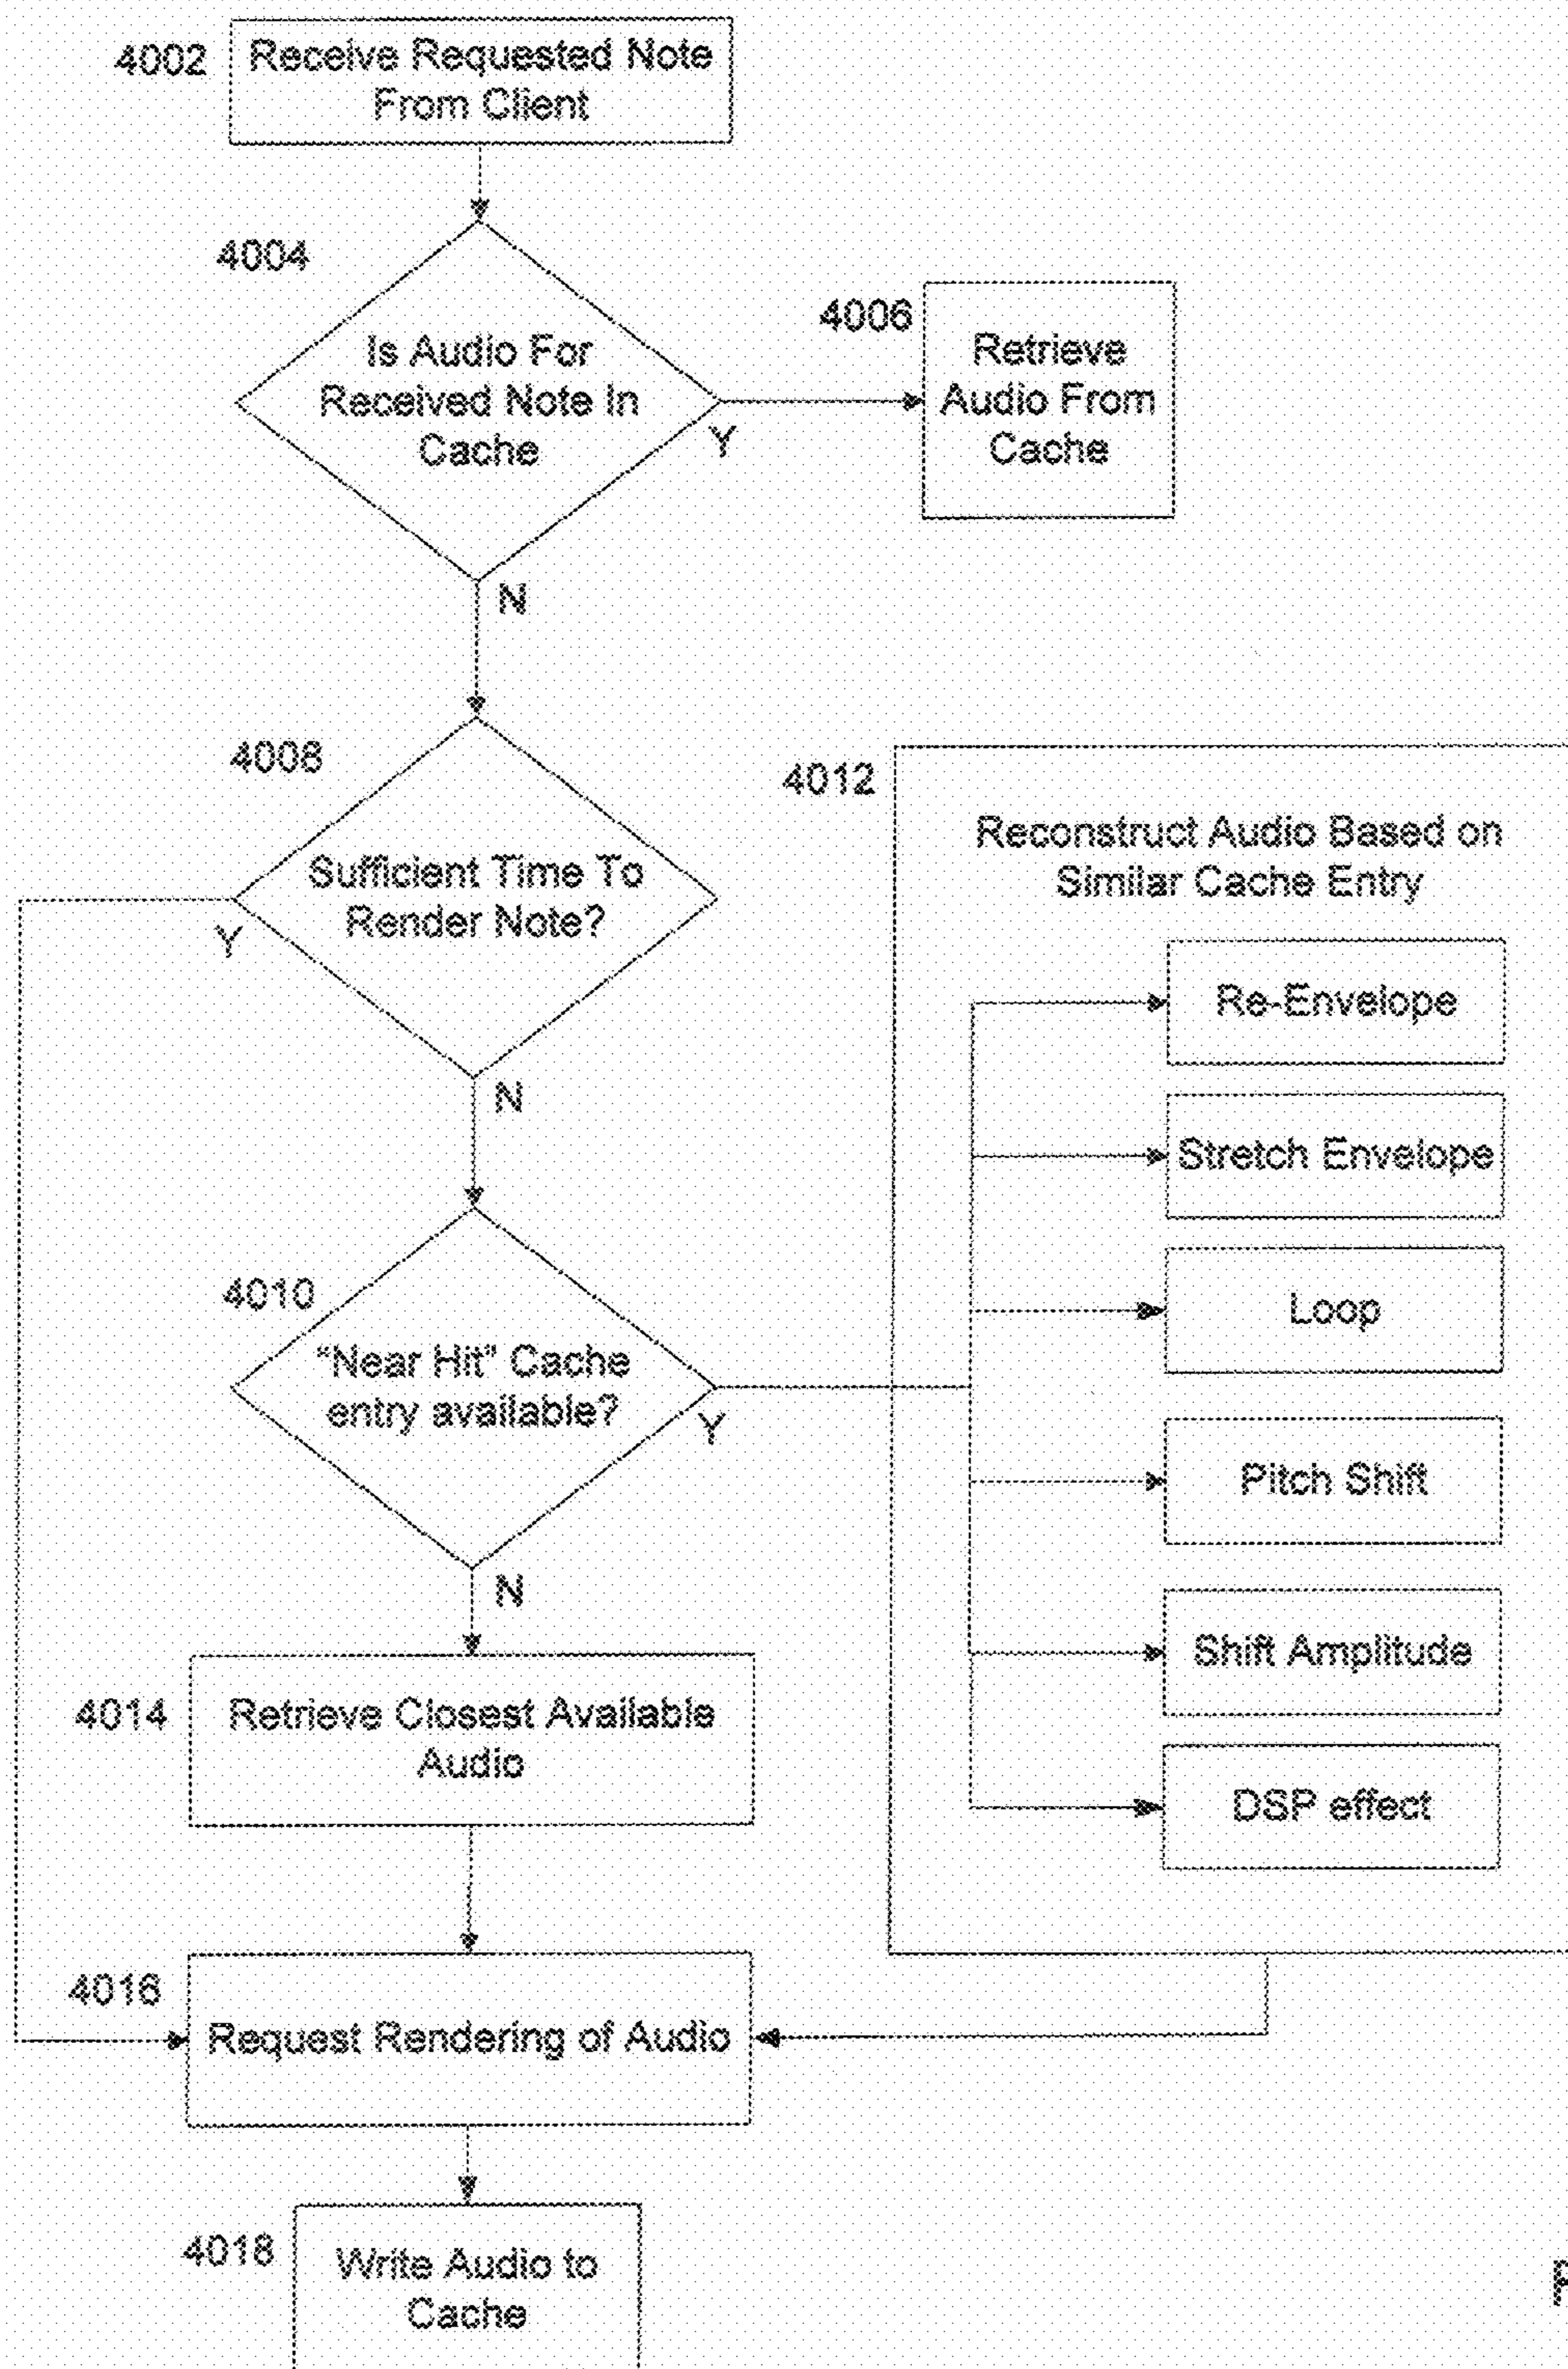 4002
Receive Requested Note
From Client
4004
Is Audio For
Received Note In
Cache
Y
N
4006
Retrieve
Audio From
Cache
4008
Sufficient Time To
Render Note?
Y
N
4010
"Near Hit" Cache
entry available?
Y
N
4012
Reconstruct Audio Based on
Similar Cache Entry
Re-Envelope
Stretch Envelope
Loop
Pitch Shift
Shift Amplitude
DSP effect
4014
Retrieve Closest Available
Audio
4016
Request Rendering of Audio
4018
Write Audio to
Cache